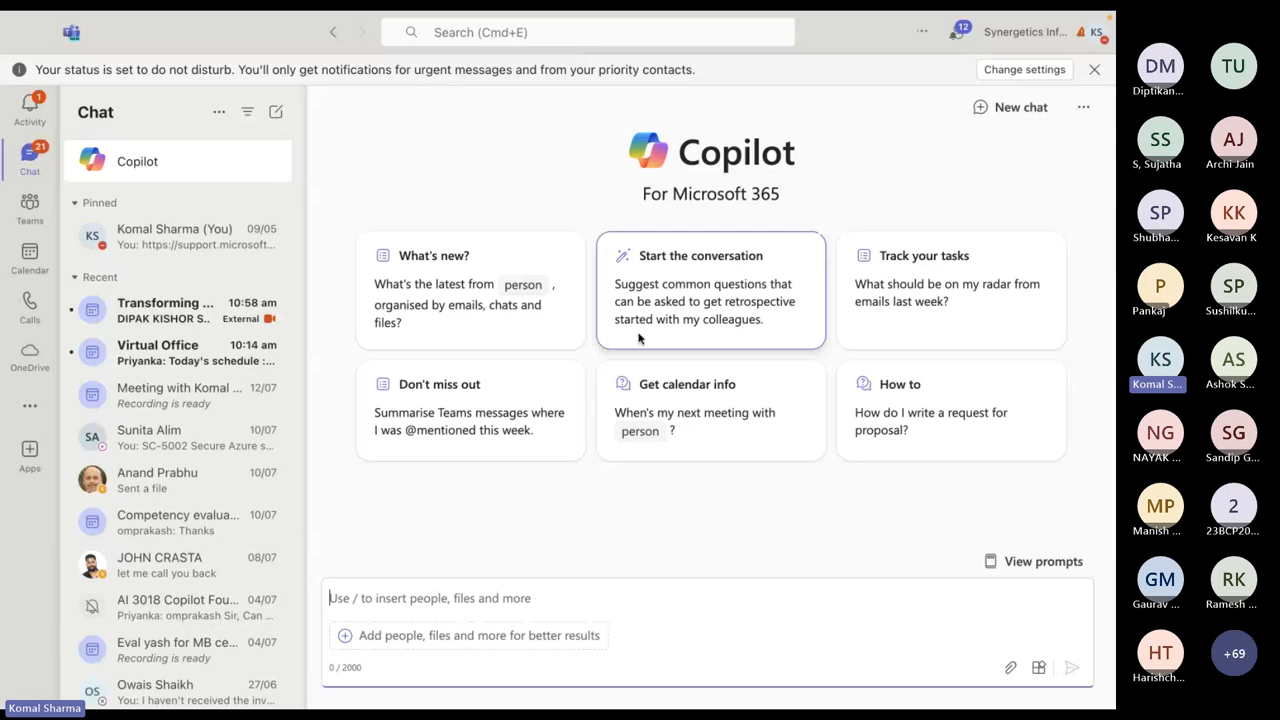 Search (Cmd+E)
12
Synergetics Inf...
KS
Your status is set to do not disturb. You'll only get notifications for urgent messages and from your priority contacts.
Change settings
1
Activity
21
Chat
Teams
Calendar
Calls
OneDrive
Apps
Chat
Copilot
Pinned
KS
Komal Sharma (You)
09/05
You: https://support.microsoft...
Recent
Transforming ...
10:58 am
DIPAK KISHOR S..
External
Virtual Office
10:14 am
Priyanka: Today's schedule :...
Meeting with Komal ...
12/07
Recording is ready
SA
Sunita Alim
10/07
You: SC-5002 Secure Azure s...
Anand Prabhu
10/07
Sent a file
Competency evalua...
10/07
omprakash: Thanks
JOHN CRASTA
08/07
let me call you back
AI 3018 Copilot Fou...
04/07
Priyanka: omprakash Sir, Can ...
Eval yash for MB ce...
04/07
Recording is ready
OS
Owais Shaikh
27/06
You: I haven't received the inv...
Komal Sharma
New chat
Copilot
For Microsoft 365
What's new?
What's the latest from person ,
organised by emails, chats and
files?
Start the conversation
Suggest common questions that
can be asked to get retrospective
started with my colleagues.
Track your tasks
What should be on my radar from
emails last week?
Don't miss out
Summarise Teams messages where
I was @mentioned this week.
Get calendar info
When's my next meeting with
person ?
How to
How do I write a request for
proposal?
View prompts
Use / to insert people, files and more
Add people, files and more for better results
0 / 2000
DM
Diptikan...
TU
SS
S, Sujatha
AJ
Archi Jain
SP
Shubha...
KK
Kesavan K
P
Pankaj
SP
Sushilku...
KS
Komal S...
AS
Ashok S...
NG
NAYAK ...
SG
Sandip G...
MP
Manish ...
2
23BCP20...
GM
Gaurav ...
RK
Ramesh ...
HT
Harishch...
+69